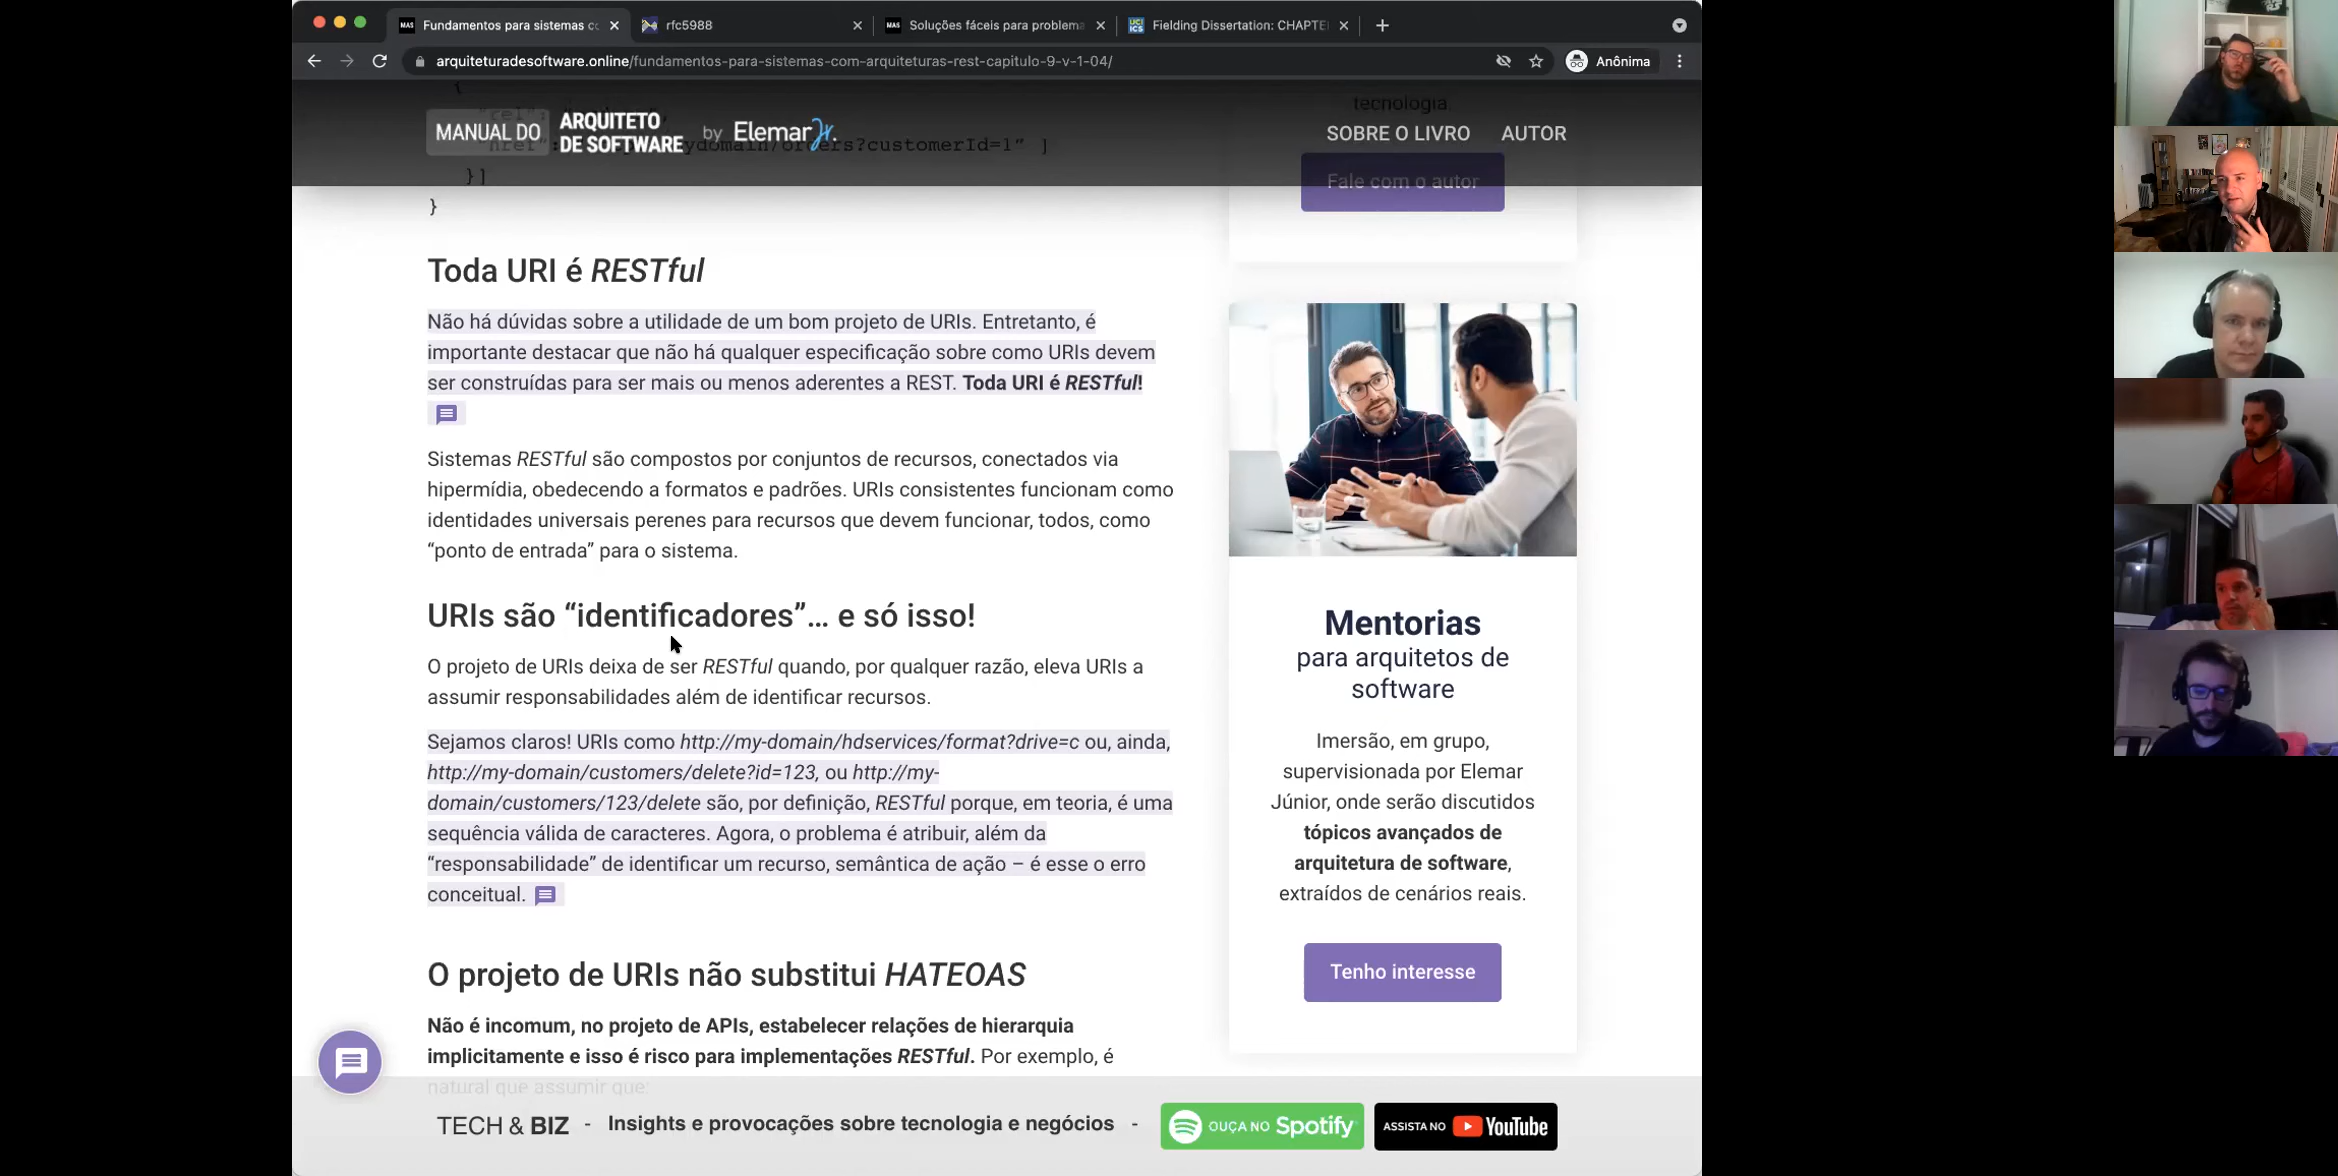 Fundamentos para sistemas co
rfc5988
Soluções fáceis para problema
Fielding Dissertation: CHAPTE
arquiteturadesoftware.online/fundamentos-para-sistemas-com-arquiteturas-rest-capitulo-9-v-1-04/
Anônima
{
MANUAL DO ARQUITETO DE SOFTWARE by Elemar Jr.
SOBRE O LIVRO AUTOR
ydomain/orders?customerId=1” ]
}]
}
tecnologia.
Fale com o autor
Toda URI é RESTful
Não há dúvidas sobre a utilidade de um bom projeto de URIs. Entretanto, é
importante destacar que não há qualquer especificação sobre como URIs devem
ser construídas para ser mais ou menos aderentes a REST. Toda URI é RESTful!
Sistemas RESTful são compostos por conjuntos de recursos, conectados via
hipermídia, obedecendo a formatos e padrões. URIs consistentes funcionam como
identidades universais perenes para recursos que devem funcionar, todos, como
“ponto de entrada” para o sistema.
URIs são “identificadores”… e só isso!
O projeto de URIs deixa de ser RESTful quando, por qualquer razão, eleva URIs a
assumir responsabilidades além de identificar recursos.
Sejamos claros! URIs como http://my-domain/hdservices/format?drive=c ou, ainda,
http://my-domain/customers/delete?id=123, ou http://my-
domain/customers/123/delete são, por definição, RESTful porque, em teoria, é uma
sequência válida de caracteres. Agora, o problema é atribuir, além da
“responsabilidade” de identificar um recurso, semântica de ação – é esse o erro
conceitual.
O projeto de URIs não substitui HATEOAS
Não é incomum, no projeto de APIs, estabelecer relações de hierarquia
implicitamente e isso é risco para implementações RESTful. Por exemplo, é
natural que assumir que:
Mentorias
para arquitetos de
software
Imersão, em grupo,
supervisionada por Elemar
Júnior, onde serão discutidos
tópicos avançados de
arquitetura de software,
extraídos de cenários reais.
Tenho interesse
TECH & BIZ - Insights e provocações sobre tecnologia e negócios -
OUÇA NO Spotify
ASSISTA NO YouTube